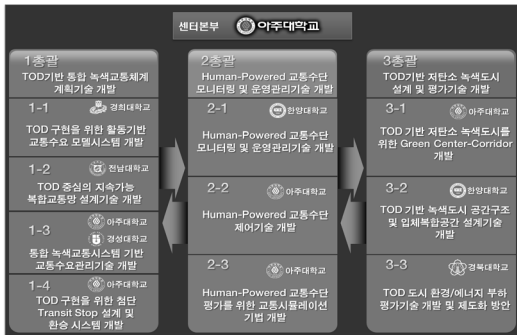 센터본부 아주대학교
1총괄
TOD기반 통합 녹색교통체계
계획기술 개발
1-1 경희대학교
TOD 구현을 위한 활동기반
교통수요 모델시스템 개발
1-2 전남대학교
TOD 중심의 지속가능
복합교통망 설계기술 개발
아주대학교
1-3 경성대학교
통합 녹색교통시스템 기반
교통수요관리기술 개발
1-4 아주대학교
TOD 구현을 위한 첨단
Transit Stop 설계 및
환승 시스템 개발
2총괄
Human-Powered 교통수단
모니터링 및 운영관리기술 개발
2-1 한양대학교
Human-Powered 교통수단
모니터링 및 운영관리기술 개발
2-2 아주대학교
Human-Powered 교통수단
제어기술 개발
2-3 아주대학교
Human-Powered 교통수단
평가를 위한 교통시뮬레이션
기법 개발
3총괄
TOD기반 저탄소 녹색도시
설계 및 평가기술 개발
3-1 아주대학교
TOD 기반 저탄소 녹색도시를
위한 Green Center-Corridor
개발
3-2 한양대학교
TOD 기반 녹색도시 공간구조
및 입체복합공간 설계기술
개발
3-3 경북대학교
TOD 도시 환경/에너지 부하
평가기술 개발 및 제도화 방안